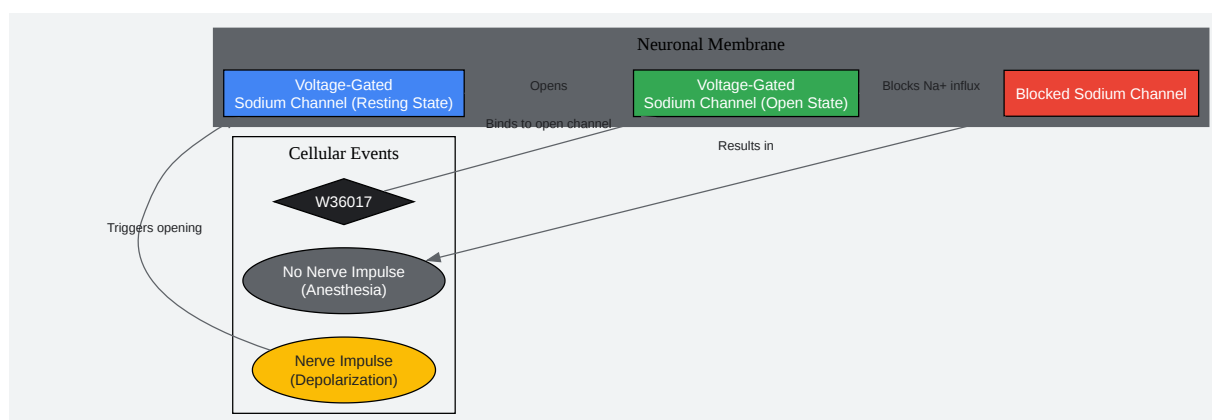 Neuronal Membrane
Voltage-Gated
Sodium Channel (Resting State)
Opens
Voltage-Gated
Sodium Channel (Open State)
Blocks Na+ influx
Blocked Sodium Channel
Binds to open channel
Results in
Cellular Events
W36017
Triggers opening
No Nerve Impulse
(Anesthesia)
Nerve Impulse
(Depolarization)